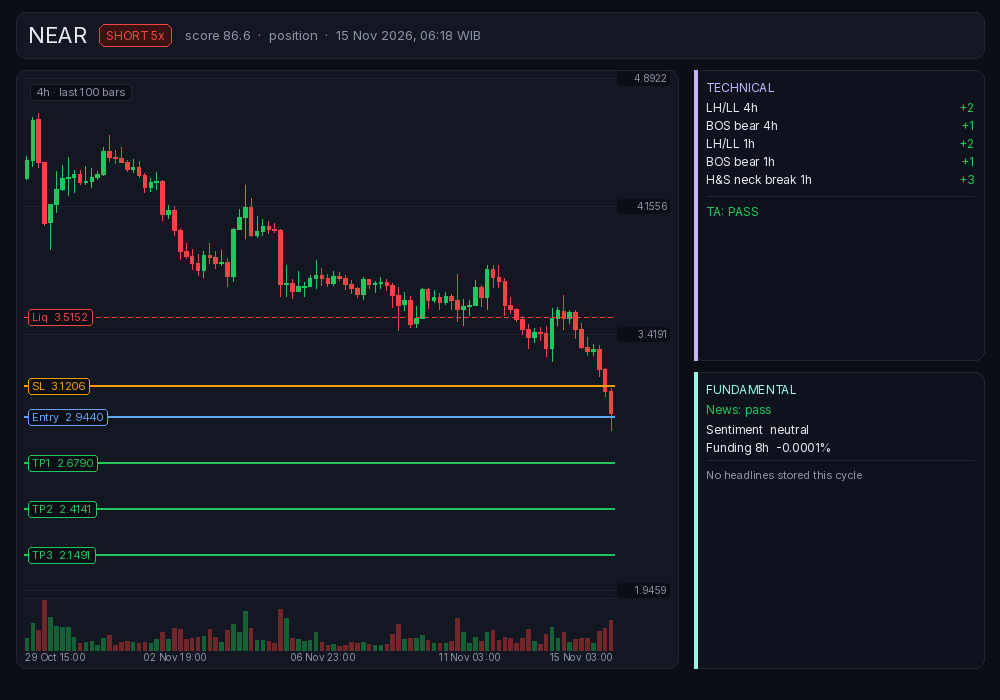 NEAR SHORT 5x score 86.6 · position · 15 Nov 2026, 06:18 WIB
4h · last 100 bars
4.8922
4.1556
3.4191
1.9459
Liq 3.5152
SL 3.1206
Entry 2.9440
TP1 2.6790
TP2 2.4141
TP3 2.1491
29 Oct 15:00 02 Nov 19:00 06 Nov 23:00 11 Nov 03:00 15 Nov 03:00
TECHNICAL
LH/LL 4h +2
BOS bear 4h +1
LH/LL 1h +2
BOS bear 1h +1
H&S neck break 1h +3
TA: PASS
FUNDAMENTAL
News: pass
Sentiment neutral
Funding 8h -0.0001%
No headlines stored this cycle